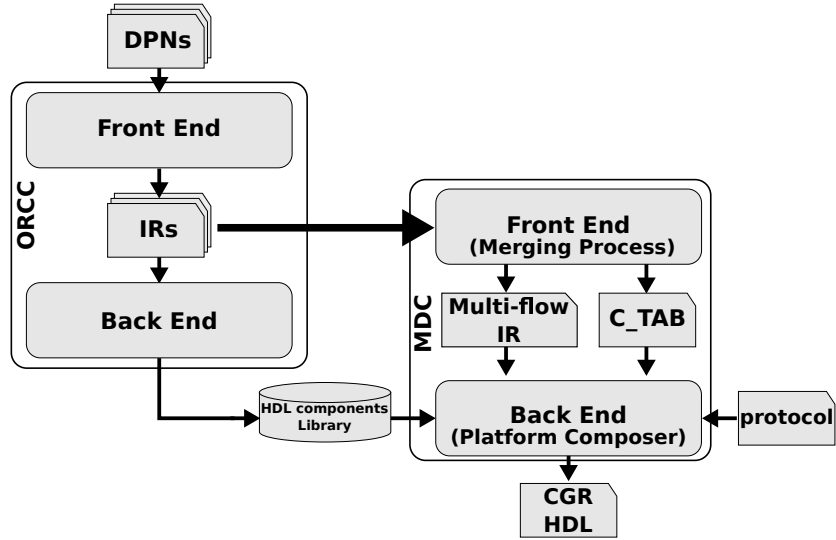 DPNs
Front End
ORCC
IRs
Back End
Front End
(Merging Process)
MDC
Multi-flow
IR
C_TAB
HDL components
Library
Back End
(Platform Composer)
protocol
CGR
HDL